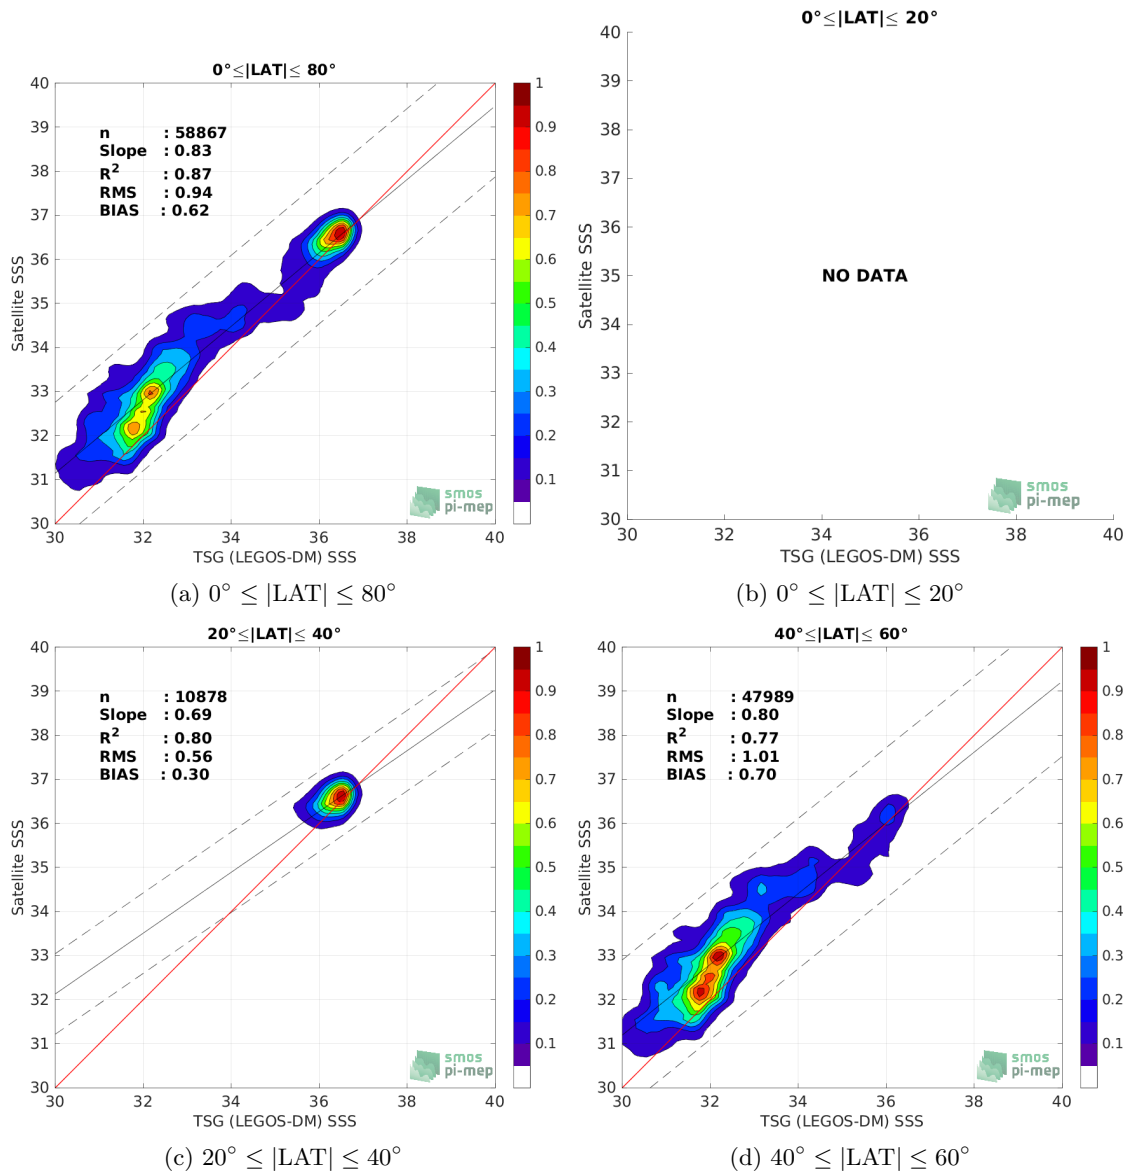 0°≤|LAT|≤ 80°
40
39
38
37
36
35
34
33
32
31
30
Satellite SSS
n : 58867
Slope : 0.83
R2 : 0.87
RMS : 0.94
BIAS : 0.62
smos
pi-mep
30 32 34 36 38 40
TSG (LEGOS-DM) SSS
1
0.9
0.8
0.7
0.6
0.5
0.4
0.3
0.2
0.1
(a) 0° ≤ |LAT| ≤ 80°
0°≤|LAT|≤ 20°
40
39
38
37
36
35
34
33
32
31
30
Satellite SSS
NO DATA
smos
pi-mep
30 32 34 36 38 40
TSG (LEGOS-DM) SSS
(b) 0° ≤ |LAT| ≤ 20°
20°≤|LAT|≤ 40°
40
39
38
37
36
35
34
33
32
31
30
Satellite SSS
n : 10878
Slope : 0.69
R2 : 0.80
RMS : 0.56
BIAS : 0.30
smos
pi-mep
30 32 34 36 38 40
TSG (LEGOS-DM) SSS
1
0.9
0.8
0.7
0.6
0.5
0.4
0.3
0.2
0.1
(c) 20° ≤ |LAT| ≤ 40°
40°≤|LAT|≤ 60°
40
39
38
37
36
35
34
33
32
31
30
Satellite SSS
n : 47989
Slope : 0.80
R2 : 0.77
RMS : 1.01
BIAS : 0.70
smos
pi-mep
30 32 34 36 38 40
TSG (LEGOS-DM) SSS
1
0.9
0.8
0.7
0.6
0.5
0.4
0.3
0.2
0.1
(d) 40° ≤ |LAT| ≤ 60°